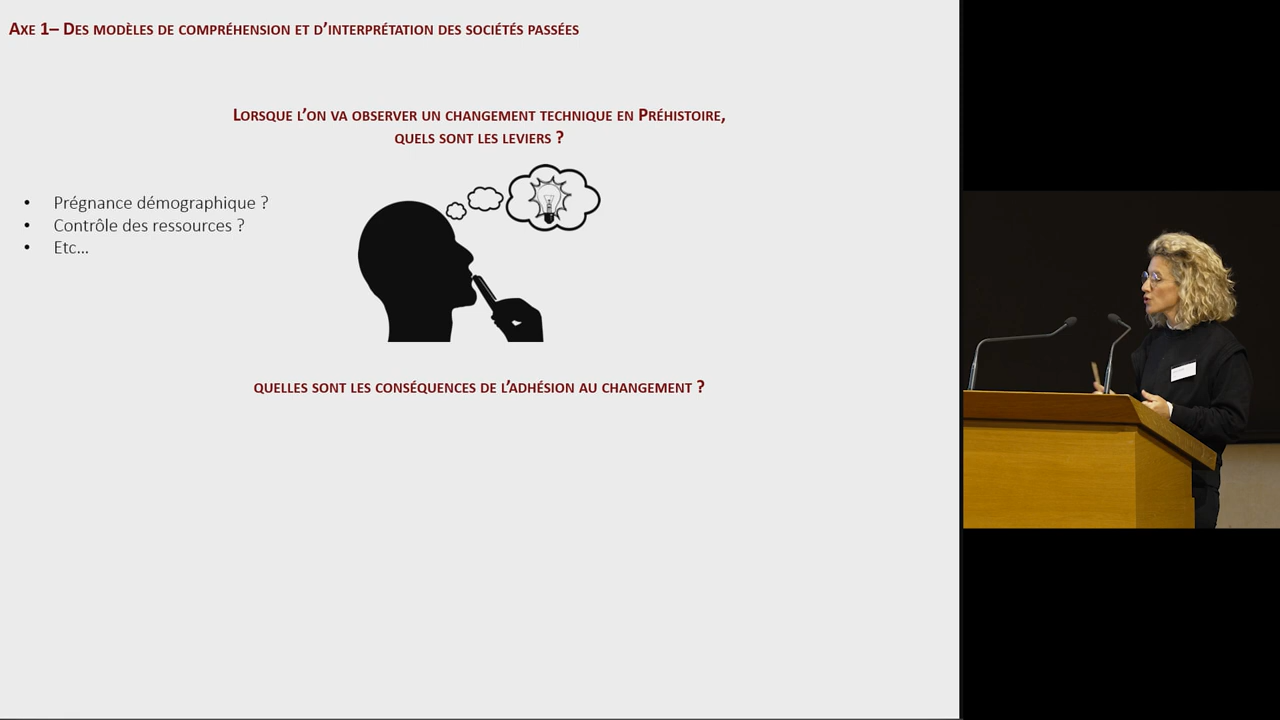 Axe 1– Des modèles de compréhension et d’interprétation des sociétés passées
Lorsque l’on va observer un changement technique en Préhistoire,
quels sont les leviers ?
• Prégnance démographique ?
• Contrôle des ressources ?
• Etc...
quelles sont les conséquences de l’adhésion au changement ?